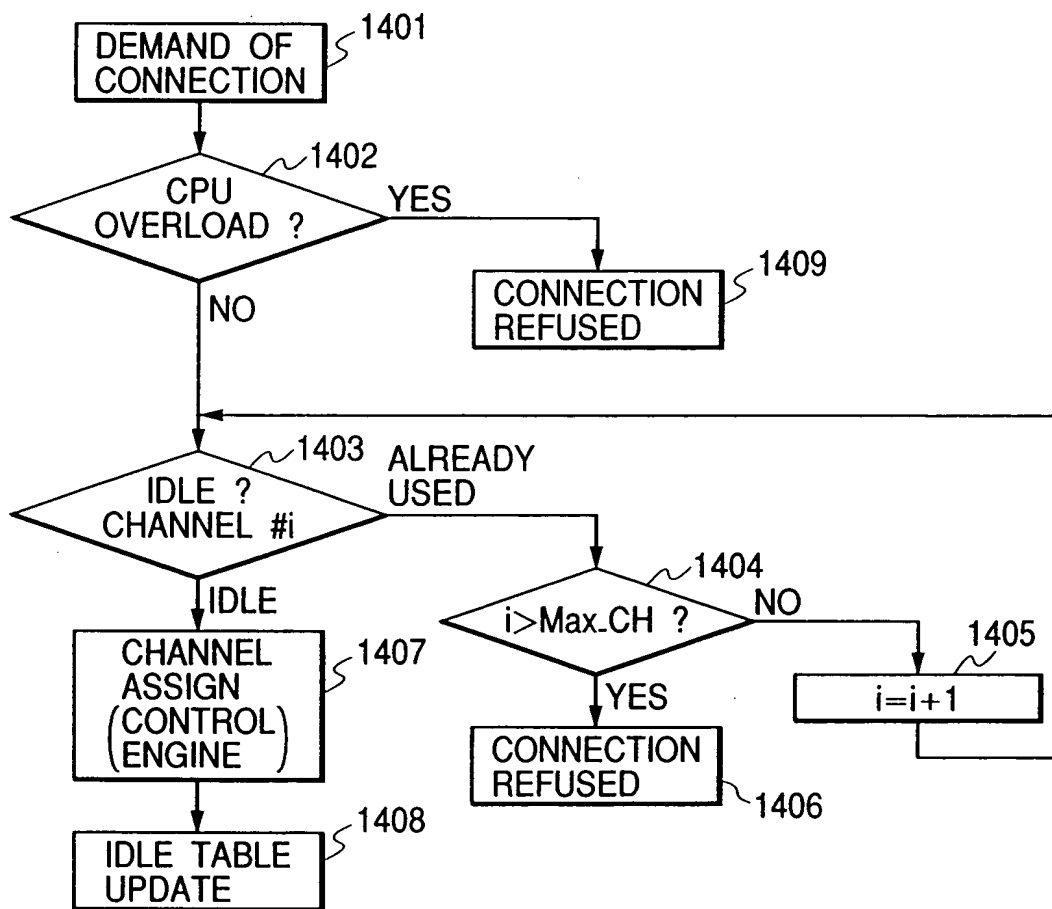 DEMAND OF
CONNECTION
1401
CPU
OVERLOAD ?
1402
YES
NO
CONNECTION
REFUSED
1409
IDLE ?
CHANNEL #i
1403
ALREADY
USED
IDLE
i>Max_CH ?
1404
NO
YES
i=i+1
1405
CHANNEL
ASSIGN
(CONTROL
ENGINE)
1407
CONNECTION
REFUSED
1406
IDLE TABLE
UPDATE
1408